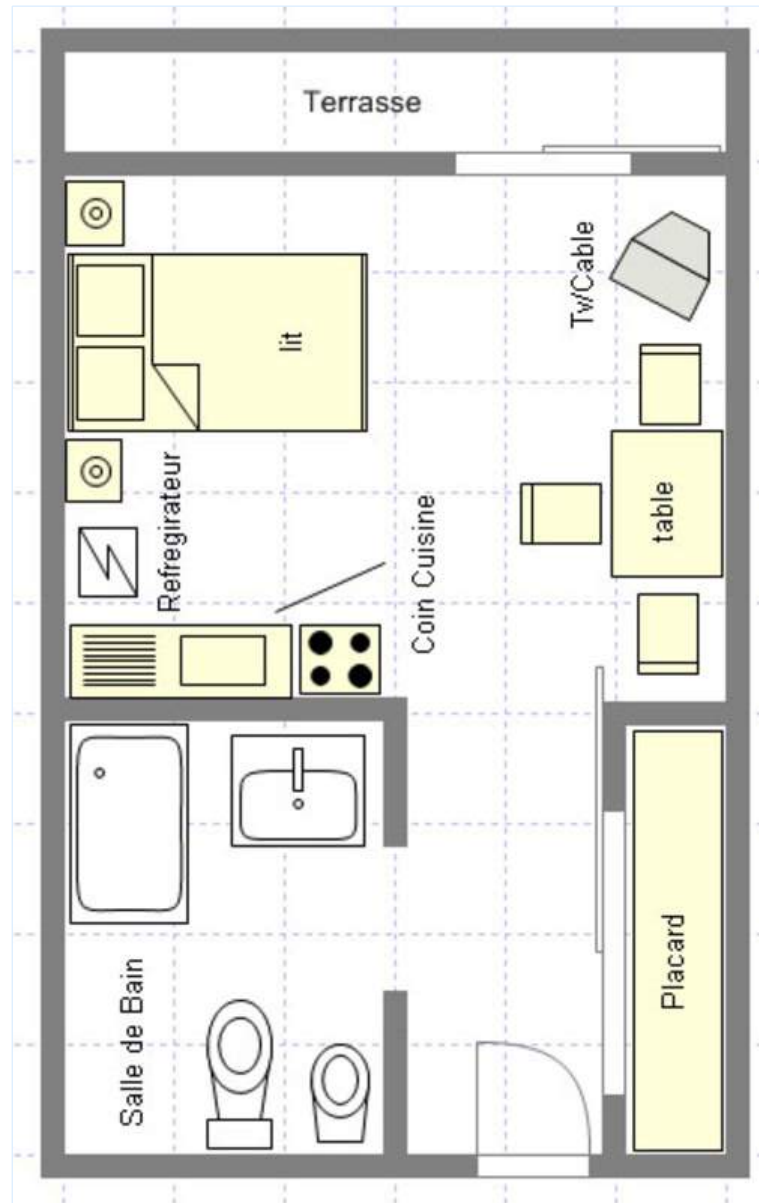 Terrasse
Tv/Cable
lit
table
Refregirateur
Coin Cuisine
Placard
Salle de Bain